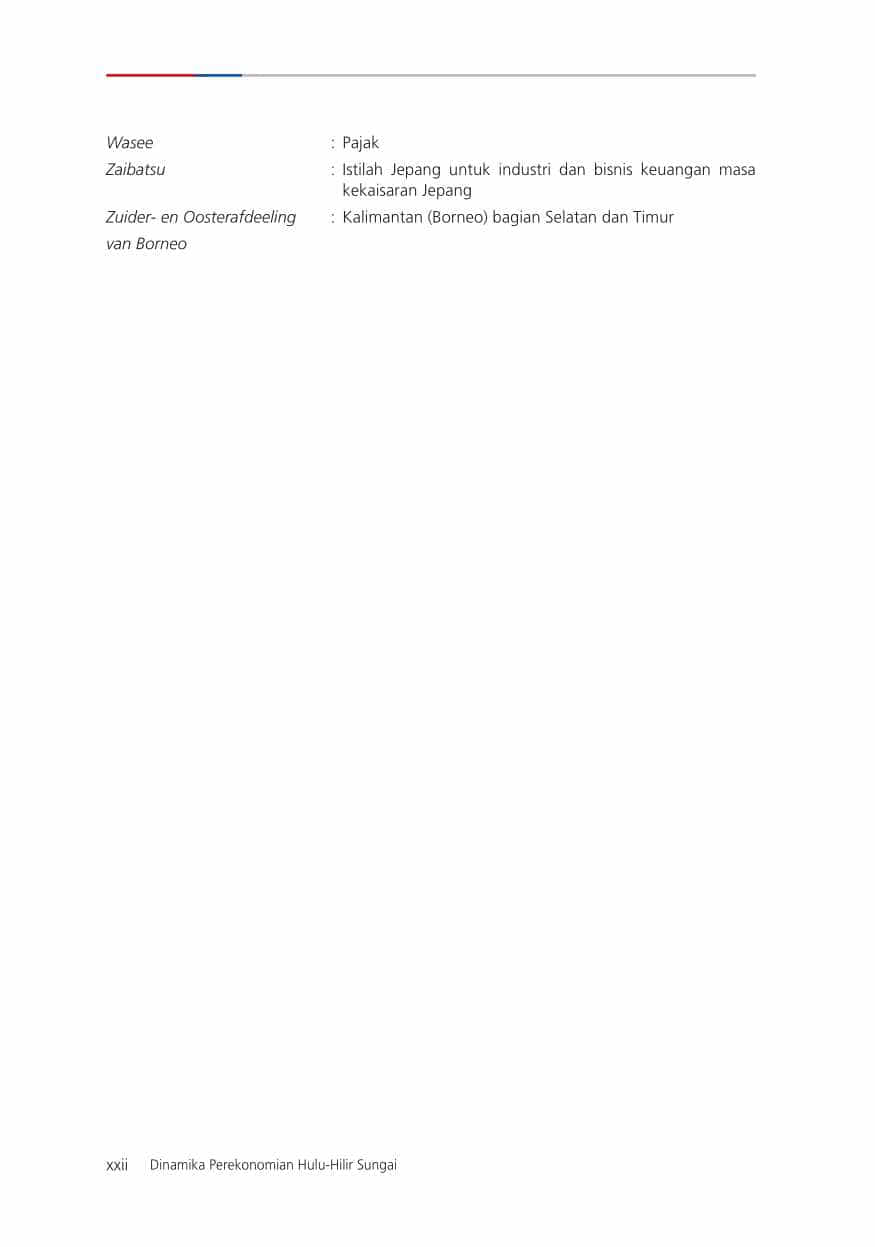 Wasee : Pajak
Zaibatsu : Istilah Jepang untuk industri dan bisnis keuangan masa
kekaisaran Jepang
Zuider- en Oosterafdeeling : Kalimantan (Borneo) bagian Selatan dan Timur
van Borneo
xxii Dinamika Perekonomian Hulu-Hilir Sungai